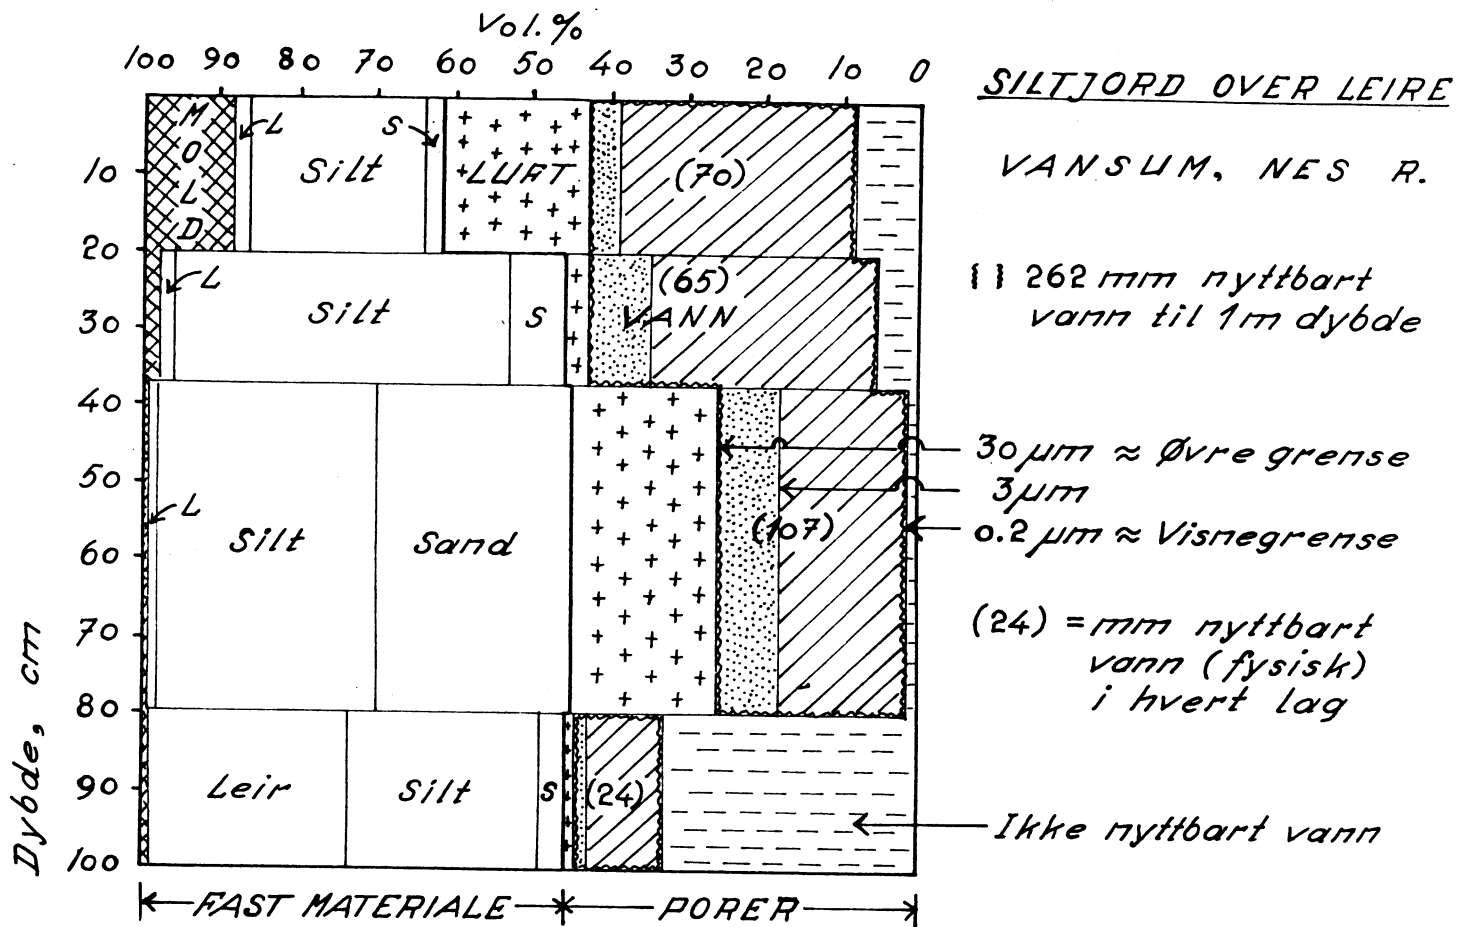 Vol.%
100 90 80 70 60 50 40 30 20 10 0
SILTJORD OVER LEIRE
VANSUM, NES R.
262 mm nyttbart
vann til 1m dybde
30 µm ≈ Øvre grense
3 µm
0.2 µm ≈ Visnegrense
(24) = mm nyttbart
vann (fysisk)
i hvert lag
Ikke nyttbart vann
Dybde, cm
10
20
30
40
50
60
70
80
90
100
MOLD
L
Silt
S
LUFT
(70)
L
Silt
S
(65)
VANN
L
Silt
Sand
(107)
Leir
Silt
S
(24)
FAST MATERIALE
PORER